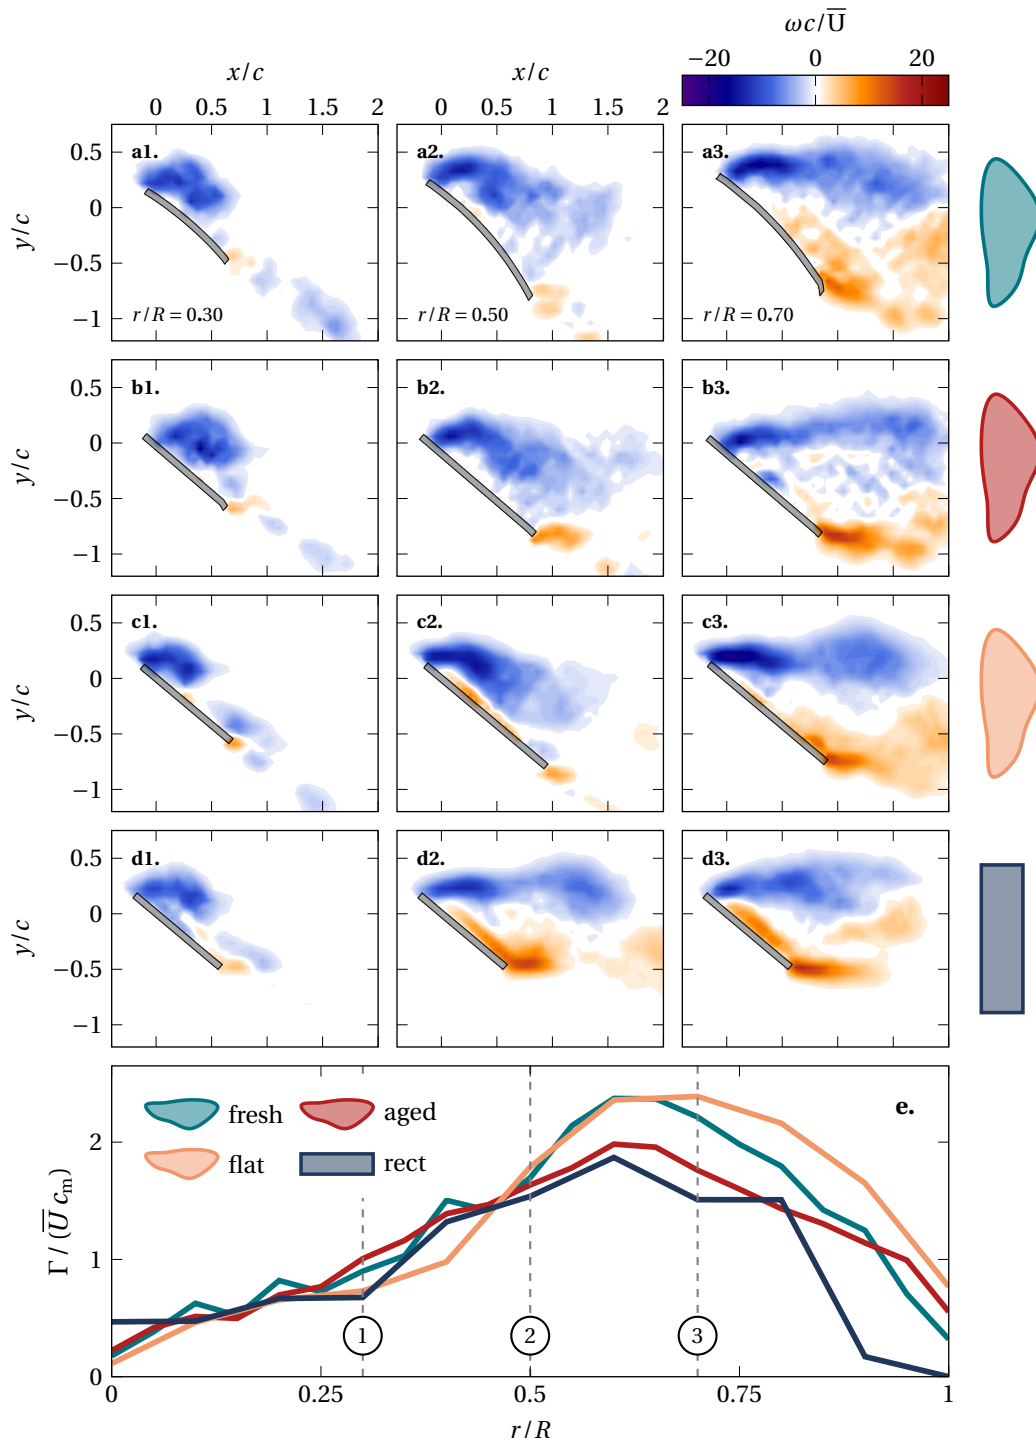 ωc/U̅
−20 0 20
x/c x/c
0 0.5 1 1.5 2 0 0.5 1 1.5 2
a1. a2. a3.
0.5
0
−0.5
−1
y/c
r/R = 0.30 r/R = 0.50 r/R = 0.70
b1. b2. b3.
0.5
0
−0.5
−1
y/c
c1. c2. c3.
0.5
0
−0.5
−1
y/c
d1. d2. d3.
0.5
0
−0.5
−1
y/c
e.
fresh aged
flat rect
2
1
0
Γ / (U̅ c_m)
1 2 3
0 0.25 0.5 0.75 1
r/R